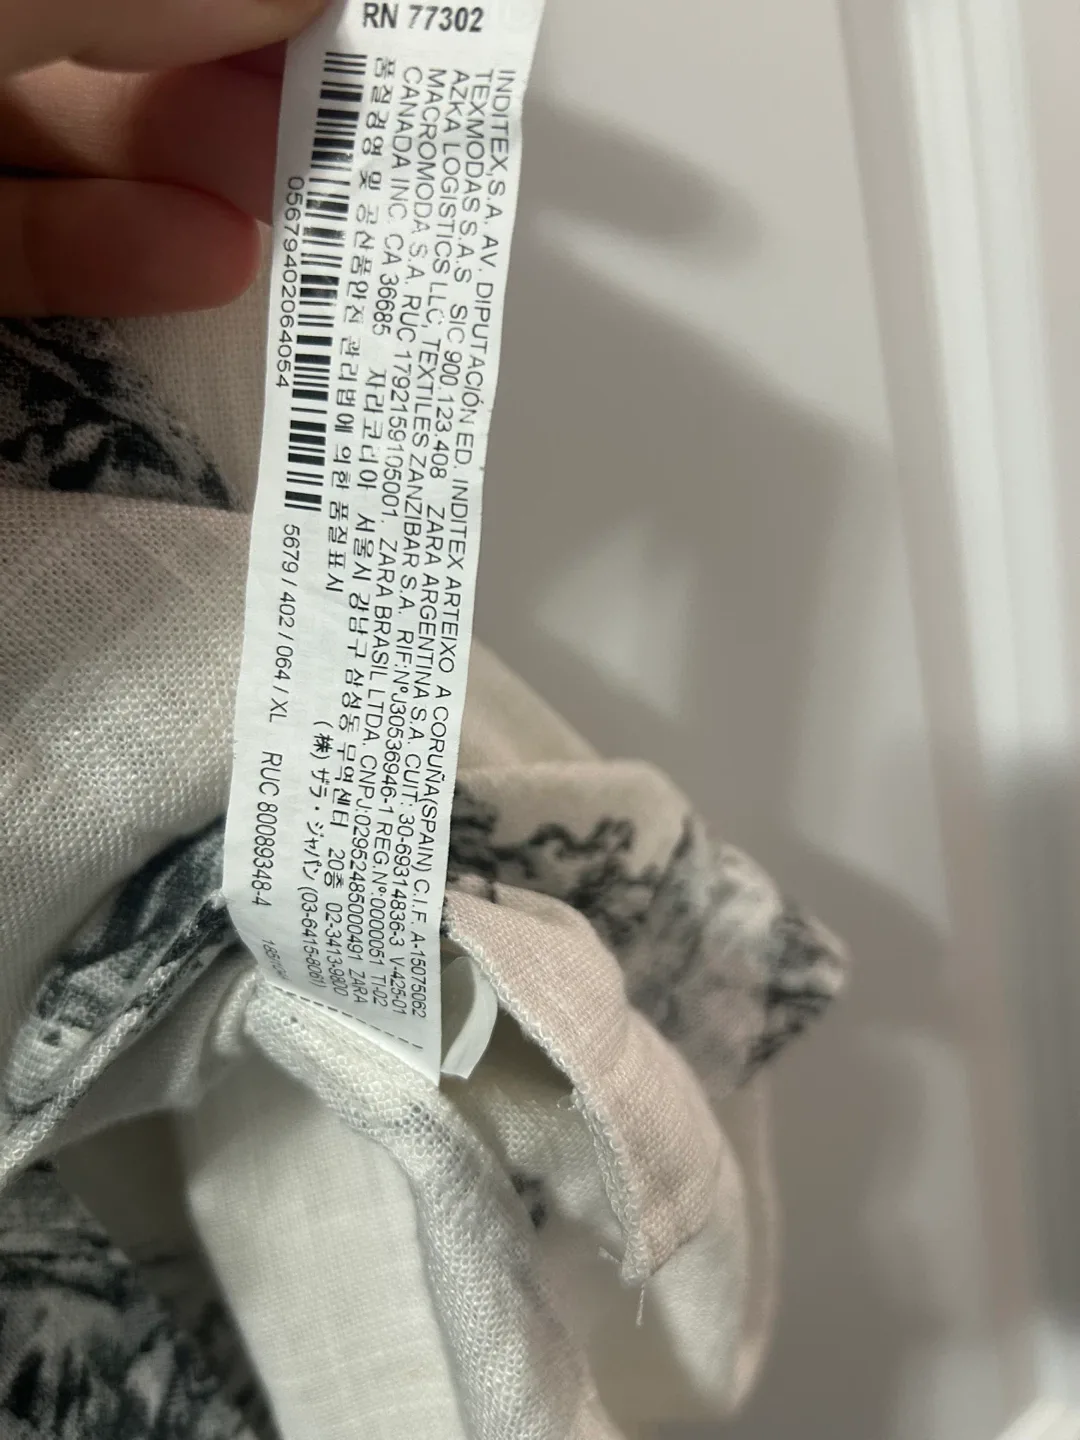 RN 77302
INDITEX,S.A. AV. DIPUTACIÓN ED. INDITEX ARTEIXO A CORUÑA(SPAIN) C.I.F. A-15075062
TEXMODAS S.A.S SIC 900.123.408 ZARA ARGENTINA S.A. CUIT: 30-69314836-3 V-425-01
AZKA LOGISTICS LLC, TEXTILES ZANZIBAR S.A. RIF:NºJ30536946-1 REG.Nº:0000051 TI-02
MACROMODA S.A. RUC 1792159105001. ZARA BRASIL LTDA. CNPJ:02952485000491 ZARA
CANADA INC. CA 36685 자라코리아 서울시 강남구 삼성동 무역센터 20층 02-3413-9800
품질경영 및 공산품안전 관리법에 의한 품질표시 (株) ザラ・ジャパン (03-6415-8061)
05679402064054
5679 / 402 / 064 / XL RUC 80089348-4